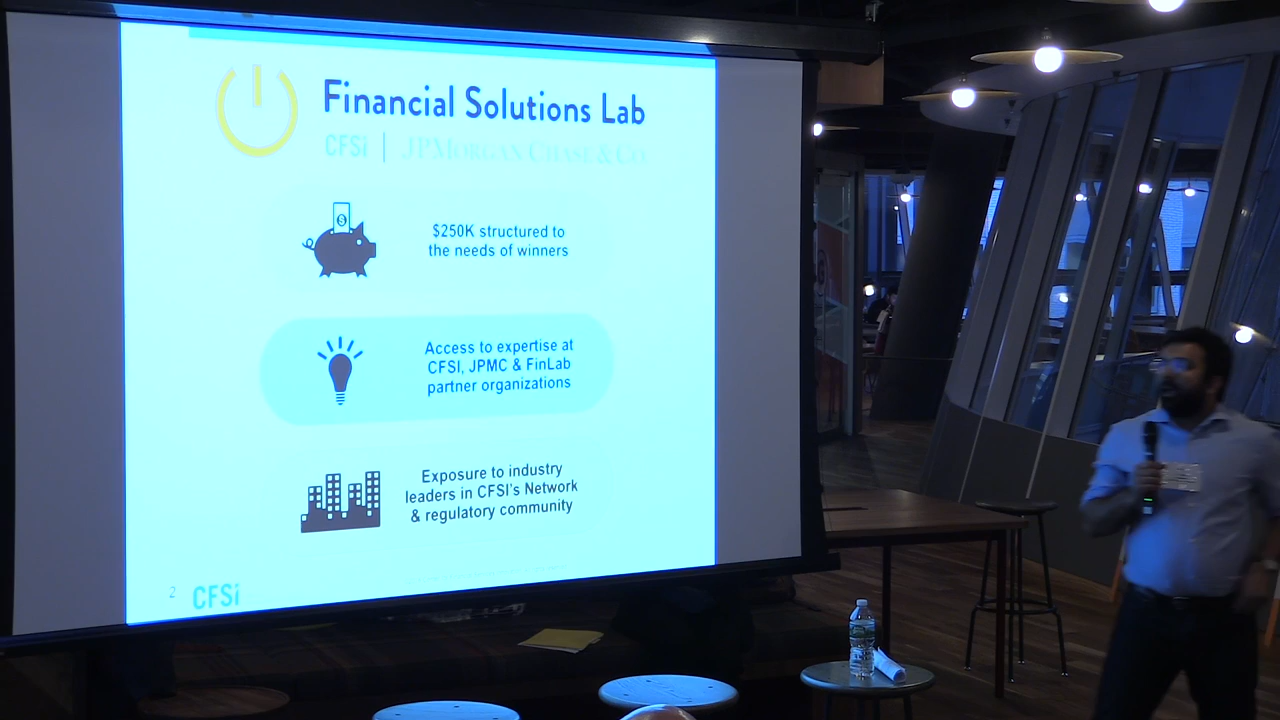 Financial Solutions Lab
CFSi | JPMORGAN CHASE & CO.
$
$250K structured to
the needs of winners
Access to expertise at
CFSI, JPMC & FinLab
partner organizations
Exposure to industry
leaders in CFSI's Network
& regulatory community
2 CFSi